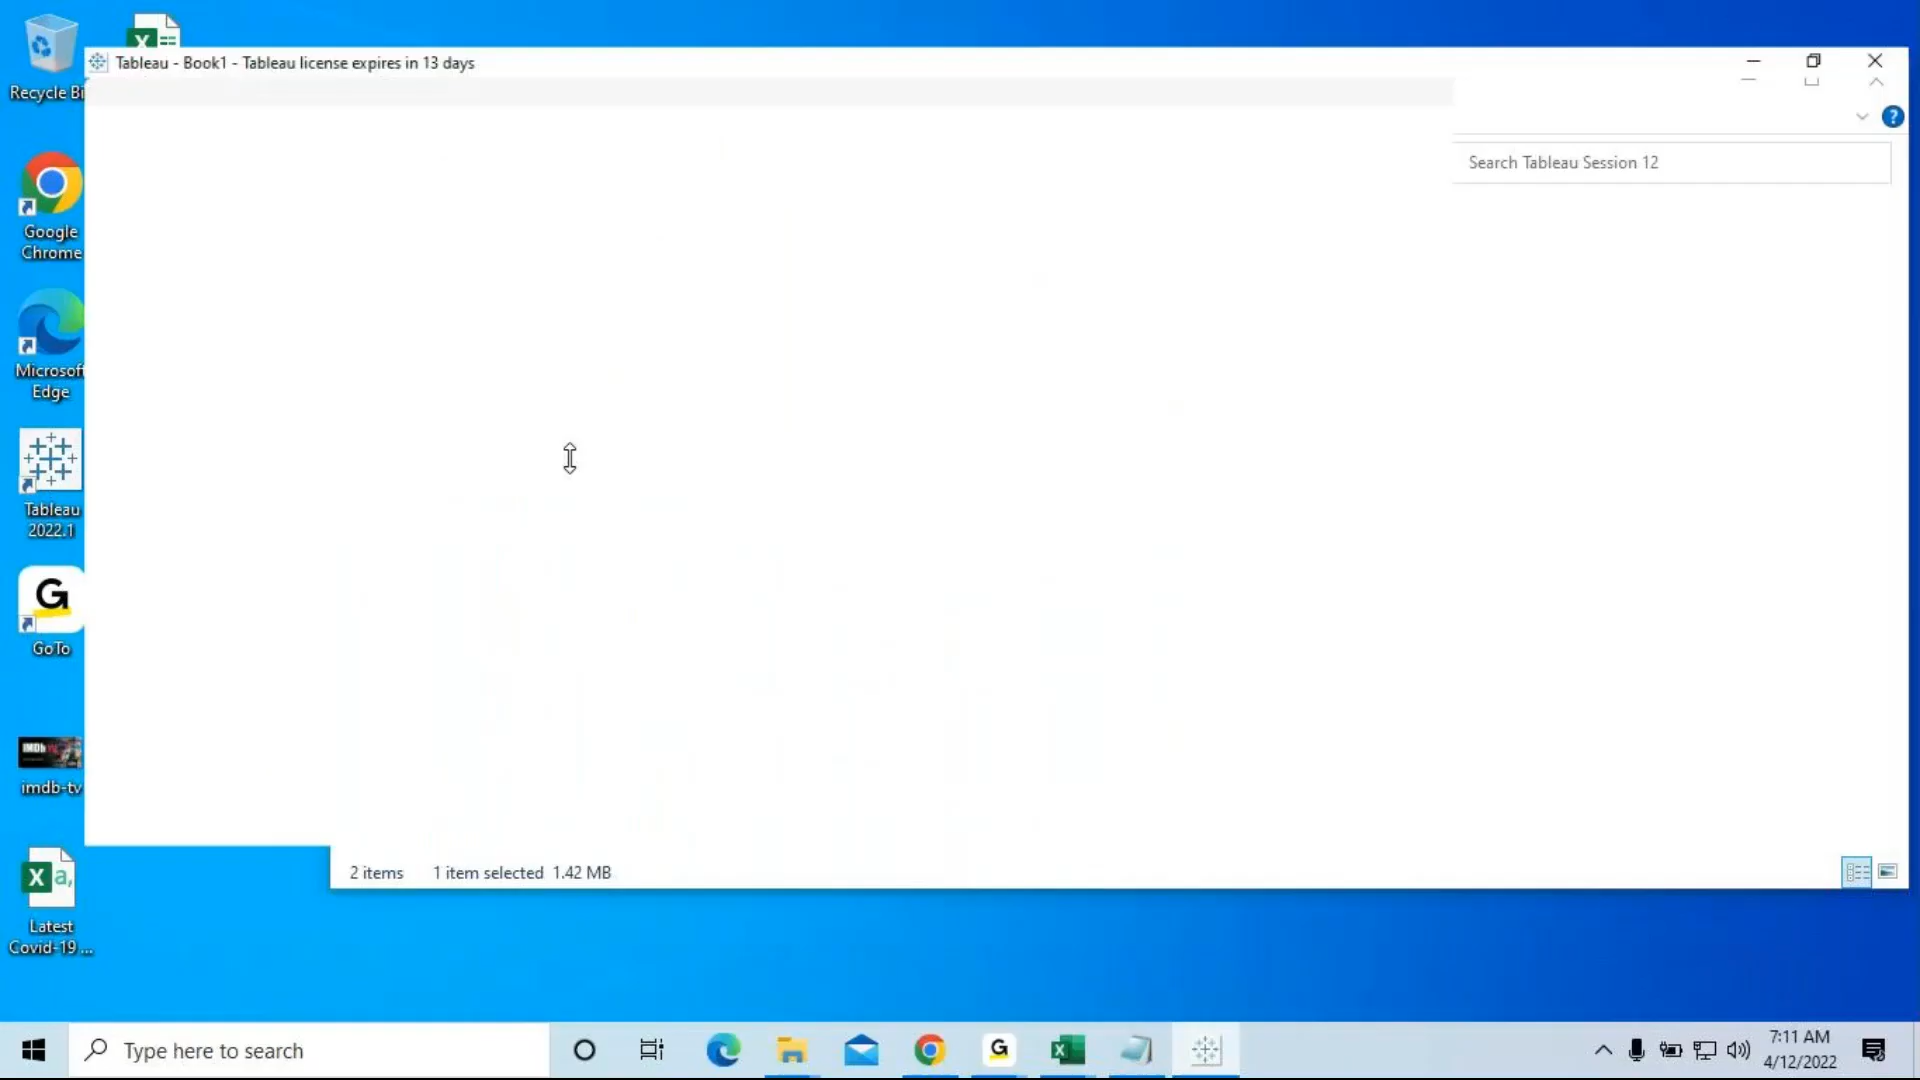 Tableau - Book1 - Tableau license expires in 13 days
Search Tableau Session 12
Recycle Bi
Google
Chrome
Microsoft
Edge
Tableau
2022.1
G
GoTo
IMDb
imdb-tv
X a,
Latest
Covid-19 ...
2 items 1 item selected 1.42 MB
Type here to search
G
7:11 AM
4/12/2022